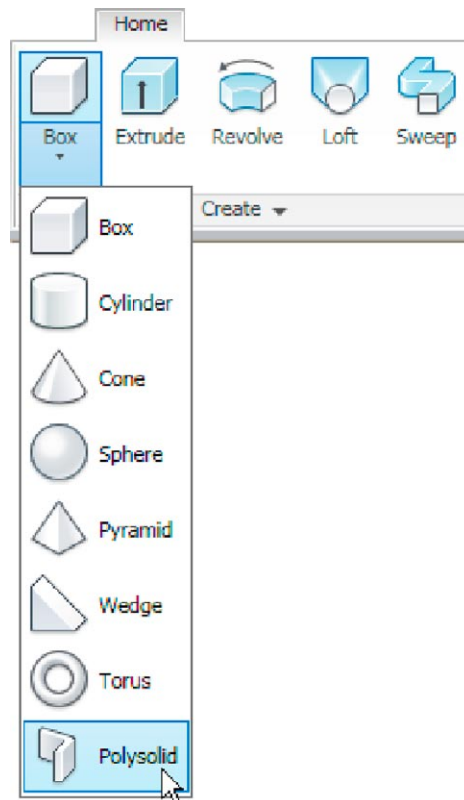 Home
Box Extrude Revolve Loft Sweep
Create
Box
Cylinder
Cone
Sphere
Pyramid
Wedge
Torus
Polysolid